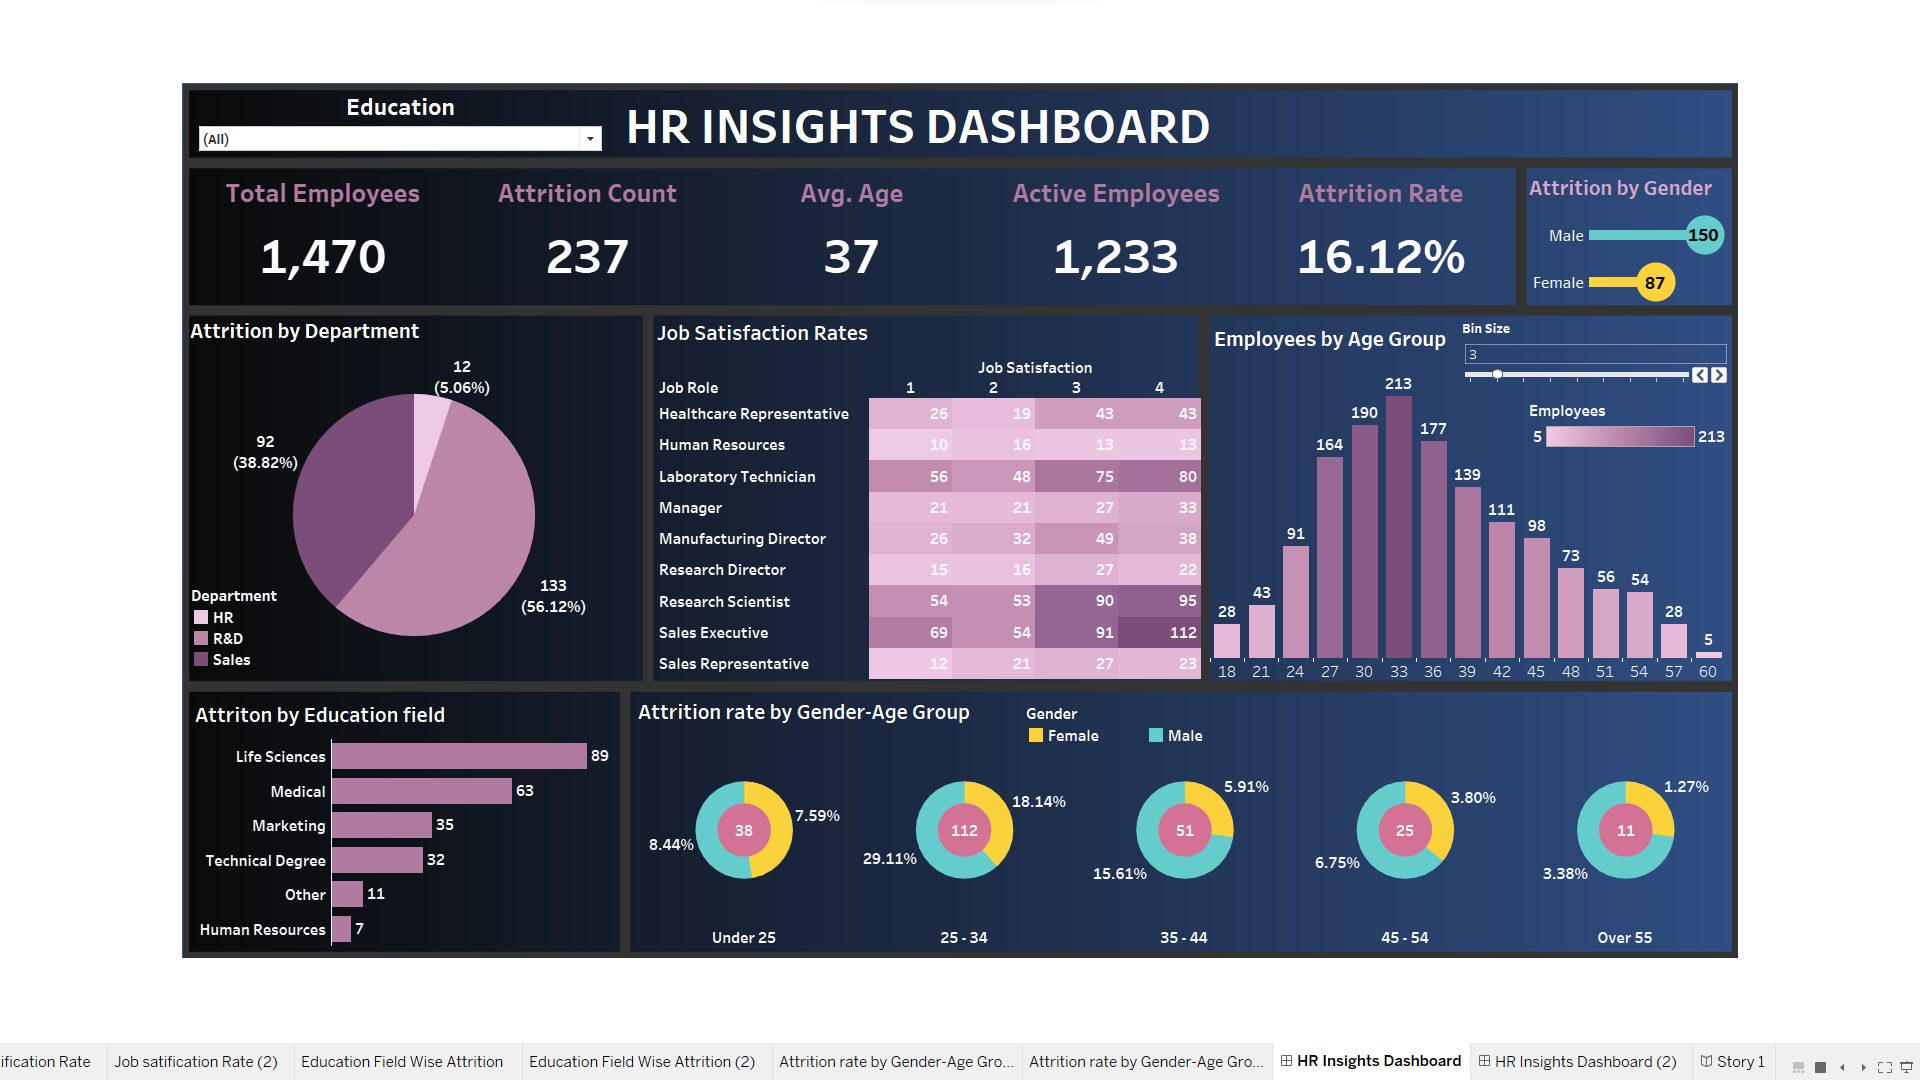 Education
(All)
HR INSIGHTS DASHBOARD
Total Employees
1,470
Attrition Count
237
Avg. Age
37
Active Employees
1,233
Attrition Rate
16.12%
Attrition by Gender
Male 150
Female 87
Attrition by Department
12
(5.06%)
92
(38.82%)
133
(56.12%)
Department
HR
R&D
Sales
Job Satisfaction Rates
Job Satisfaction
Job Role 1 2 3 4
Healthcare Representative 26 19 43 43
Human Resources 10 16 13 13
Laboratory Technician 56 48 75 80
Manager 21 21 27 33
Manufacturing Director 26 32 49 38
Research Director 15 16 27 22
Research Scientist 54 53 90 95
Sales Executive 69 54 91 112
Sales Representative 12 21 27 23
Employees by Age Group
Bin Size
3
Employees
5 213
28 43 91 164 190 213 177 139 111 98 73 56 54 28 5
18 21 24 27 30 33 36 39 42 45 48 51 54 57 60
Attriton by Education field
Life Sciences 89
Medical 63
Marketing 35
Technical Degree 32
Other 11
Human Resources 7
Attrition rate by Gender-Age Group
Gender
Female Male
8.44% 38 7.59%
29.11% 112 18.14%
15.61% 51 5.91%
6.75% 25 3.80%
3.38% 11 1.27%
Under 25 25 - 34 35 - 44 45 - 54 Over 55
ification Rate Job satification Rate (2) Education Field Wise Attrition Education Field Wise Attrition (2) Attrition rate by Gender-Age Gro... Attrition rate by Gender-Age Gro... HR Insights Dashboard HR Insights Dashboard (2) Story 1